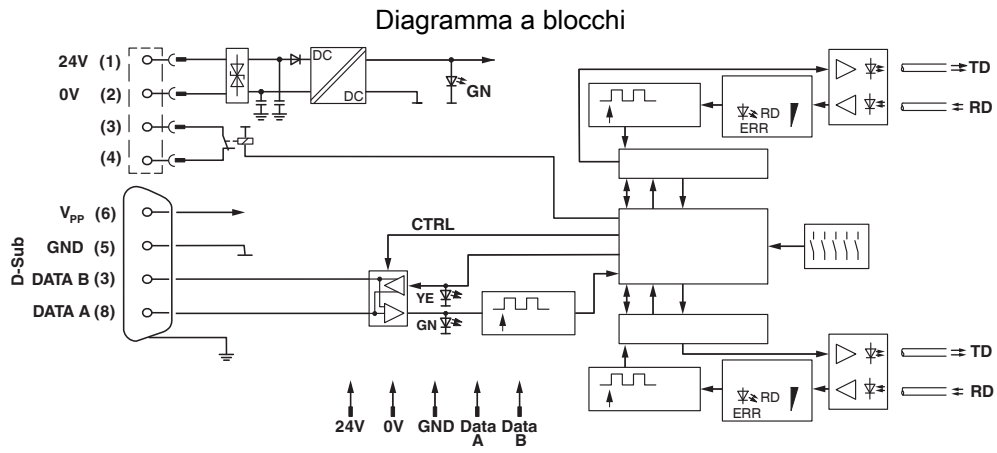 Diagramma a blocchi
24V (1)
0V (2)
(3)
(4)
DC
DC
GN
D-Sub
VPP (6)
GND (5)
DATA B (3)
DATA A (8)
CTRL
YE
GN
RD
ERR
TD
RD
RD
ERR
TD
RD
24V 0V GND Data A Data B